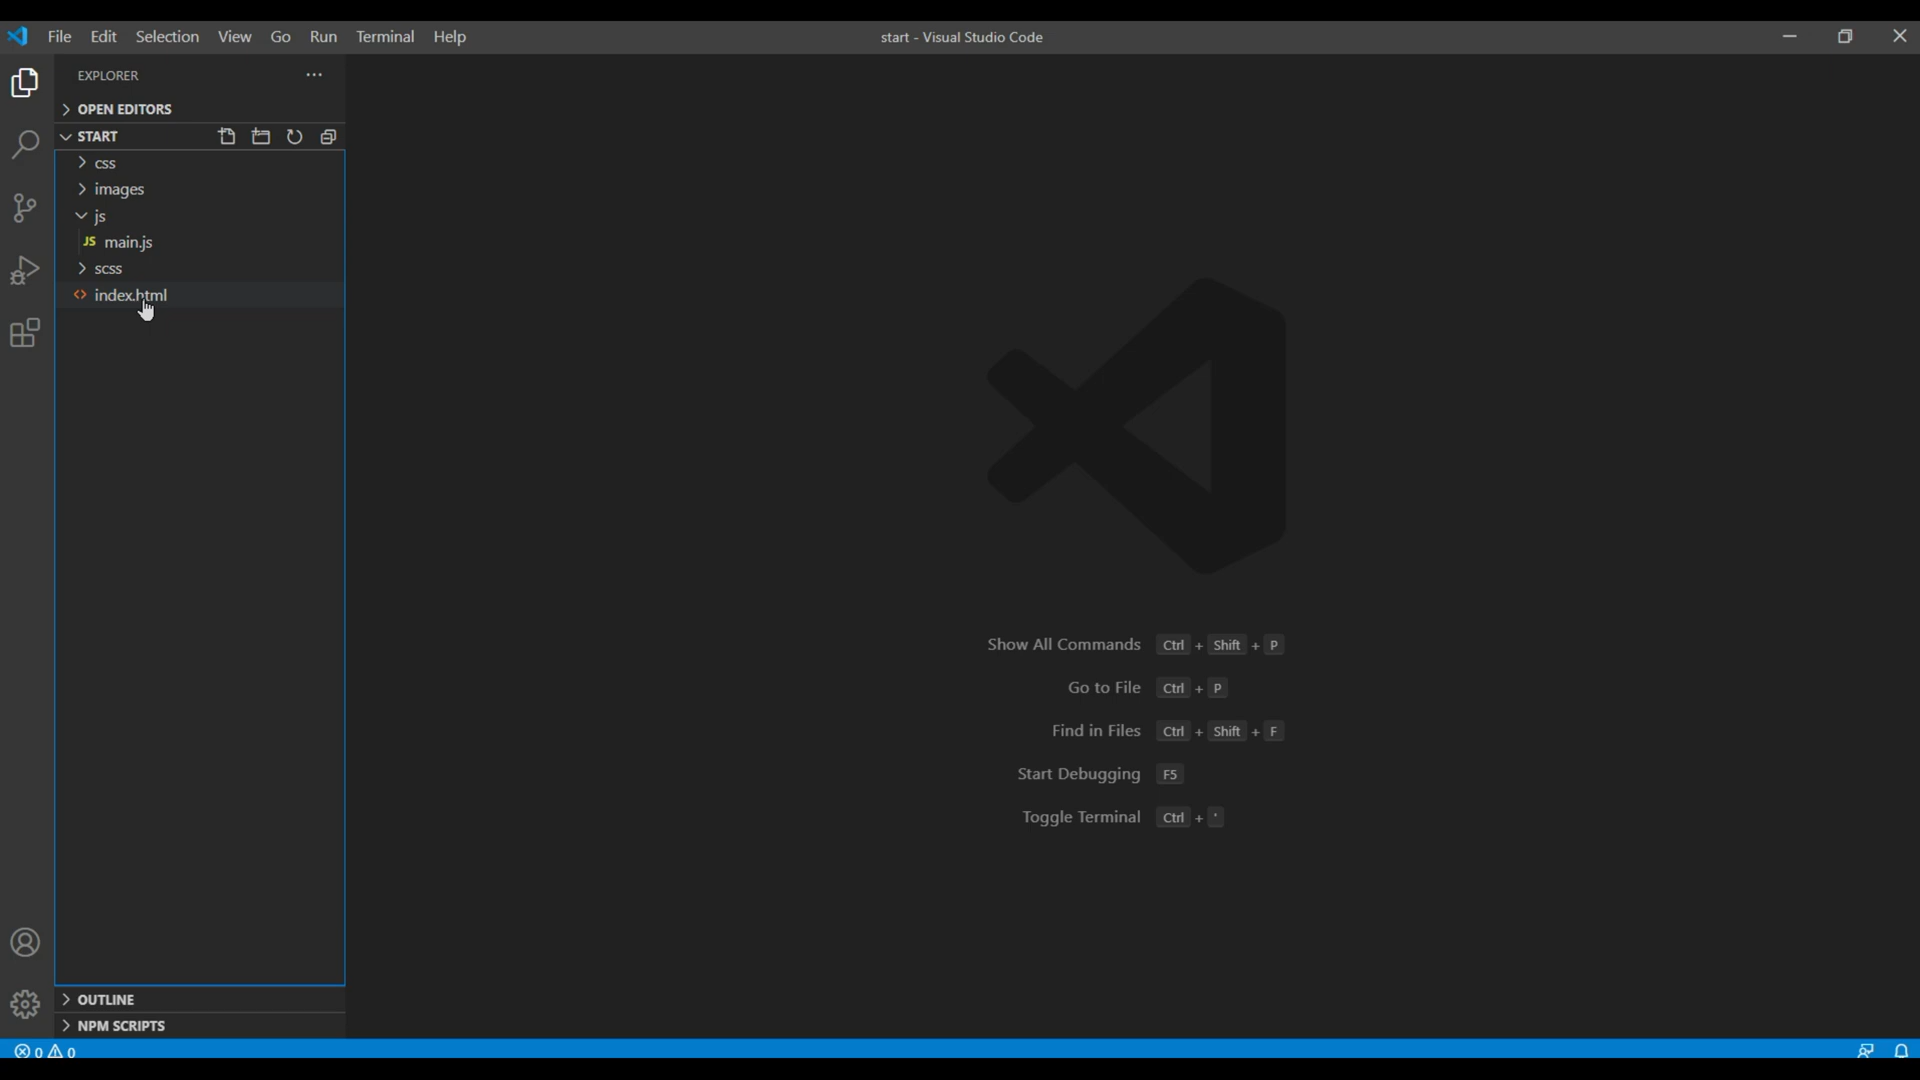 File Edit Selection View Go Run Terminal Help
start - Visual Studio Code
EXPLORER
OPEN EDITORS
START
css
images
js
JS main.js
scss
<> index.html
Show All Commands Ctrl + Shift + P
Go to File Ctrl + P
Find in Files Ctrl + Shift + F
Start Debugging F5
Toggle Terminal Ctrl + '
OUTLINE
NPM SCRIPTS
0 0